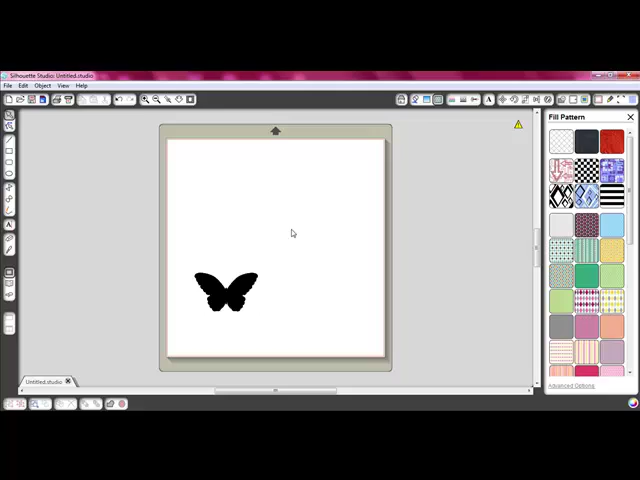 Silhouette Studio: Untitled.studio
File Edit Object View Help
A
Fill Pattern
A
Untitled.studio
Advanced Options